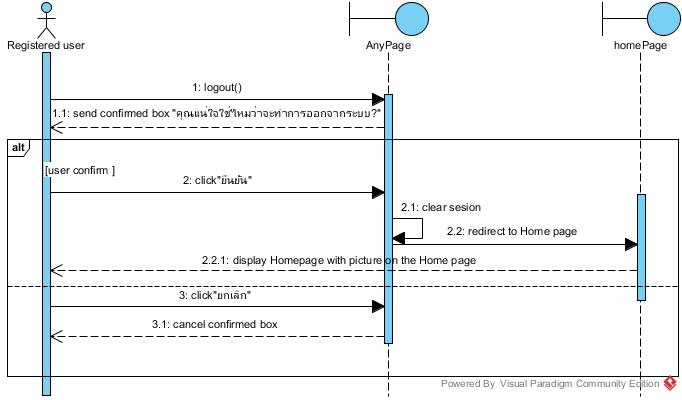 Registered user
AnyPage
homePage
1: logout()
1.1: send confirmed box "คุณแน่ใจใช่ไหมว่าจะทำการออกจากระบบ?"
alt
[user confirm ]
2: click"ยืนยัน"
2.1: clear sesion
2.2: redirect to Home page
2.2.1: display Homepage with picture on the Home page
3: click"ยกเลิก"
3.1: cancel confirmed box
Powered By Visual Paradigm Community Edition